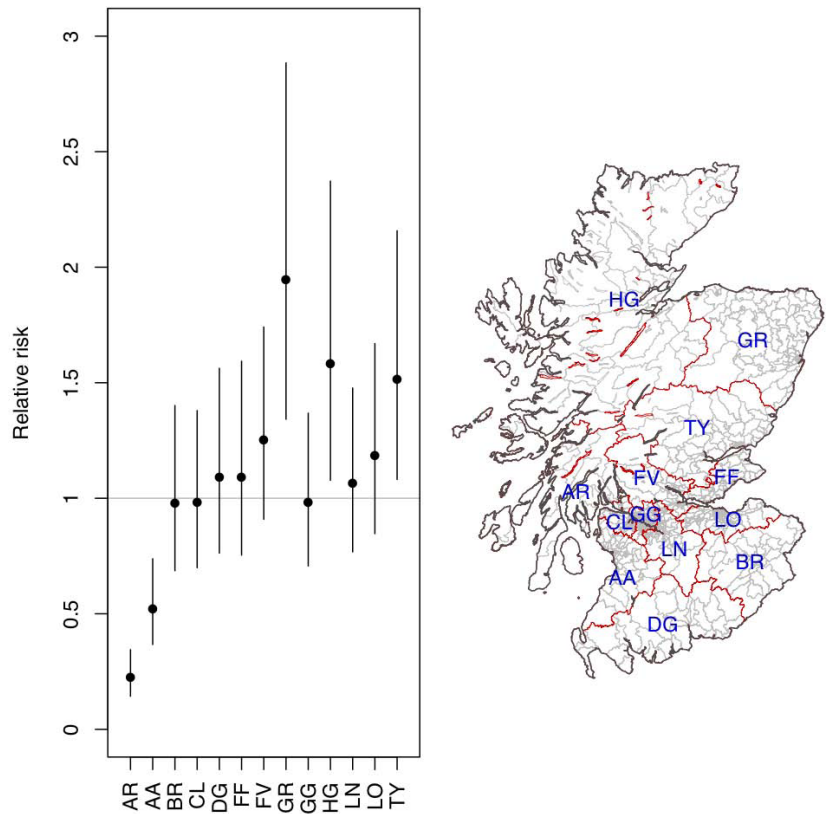 3
2.5
2
1.5
1
0.5
0
Relative risk
AR AA BR CL DG FF FV GR GG HG LN LO TY
HG
GR
TY
FV FF
AR
GG
CL LO
LN
BR
AA
DG